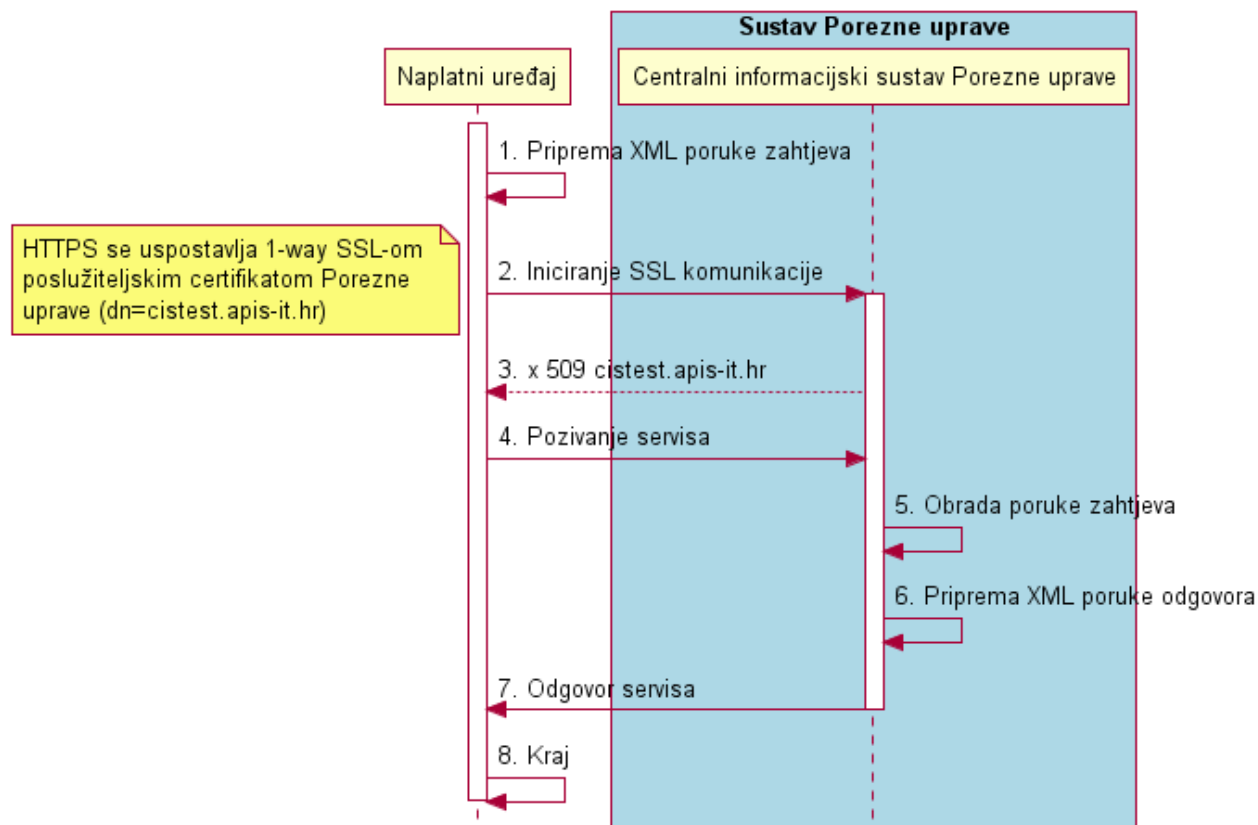 Sustav Porezne uprave
Naplatni uređaj
Centralni informacijski sustav Porezne uprave
1. Priprema XML poruke zahtjeva
HTTPS se uspostavlja 1-way SSL-om
poslužiteljskim certifikatom Porezne
uprave (dn=cistest.apis-it.hr)
2. Iniciranje SSL komunikacije
3. x 509 cistest.apis-it.hr
4. Pozivanje servisa
5. Obrada poruke zahtjeva
6. Priprema XML poruke odgovora
7. Odgovor servisa
8. Kraj